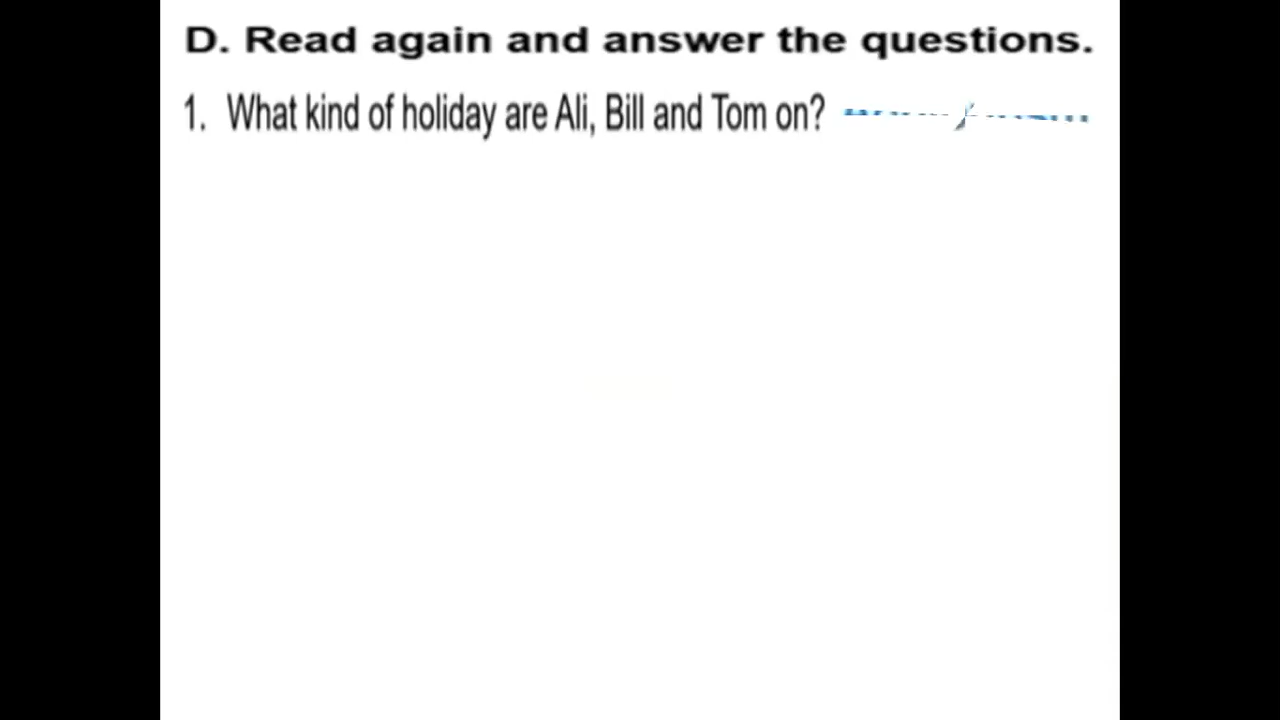 D. Read again and answer the questions.
1. What kind of holiday are Ali, Bill and Tom on?